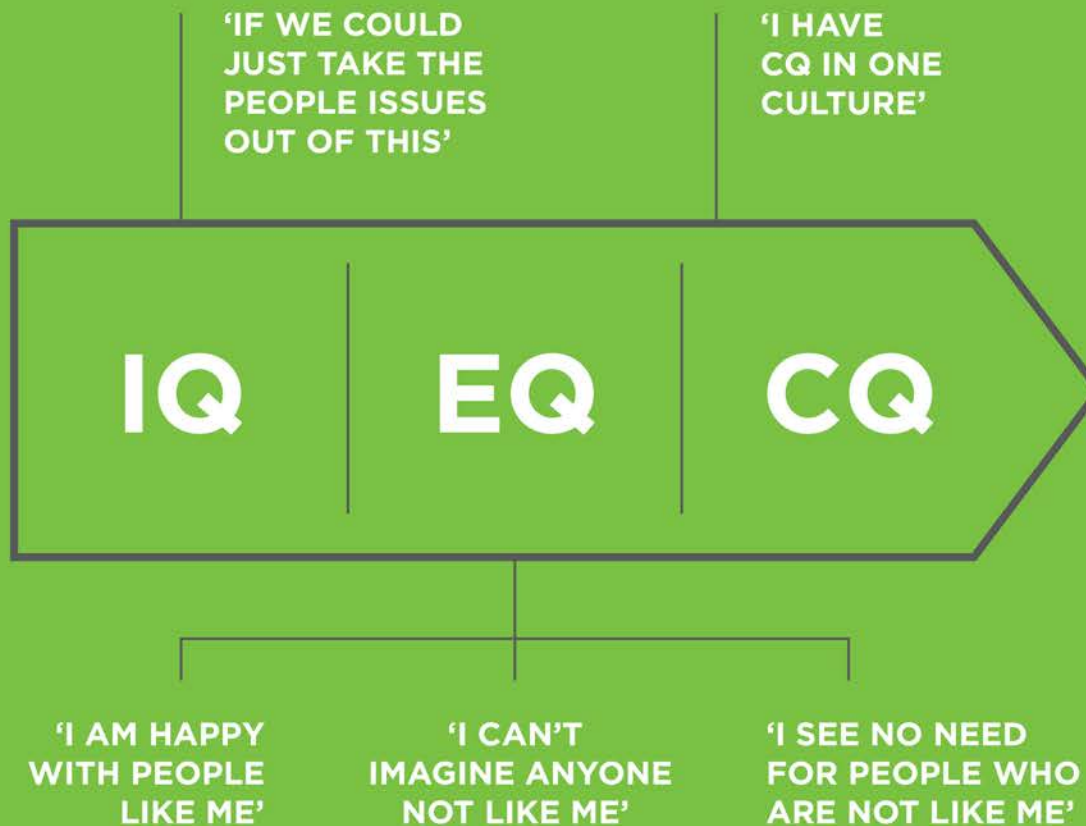 ‘IF WE COULD
JUST TAKE THE
PEOPLE ISSUES
OUT OF THIS’
‘I HAVE
CQ IN ONE
CULTURE’
IQ
EQ
CQ
‘I AM HAPPY
WITH PEOPLE
LIKE ME’
‘I CAN’T
IMAGINE ANYONE
NOT LIKE ME’
‘I SEE NO NEED
FOR PEOPLE WHO
ARE NOT LIKE ME’